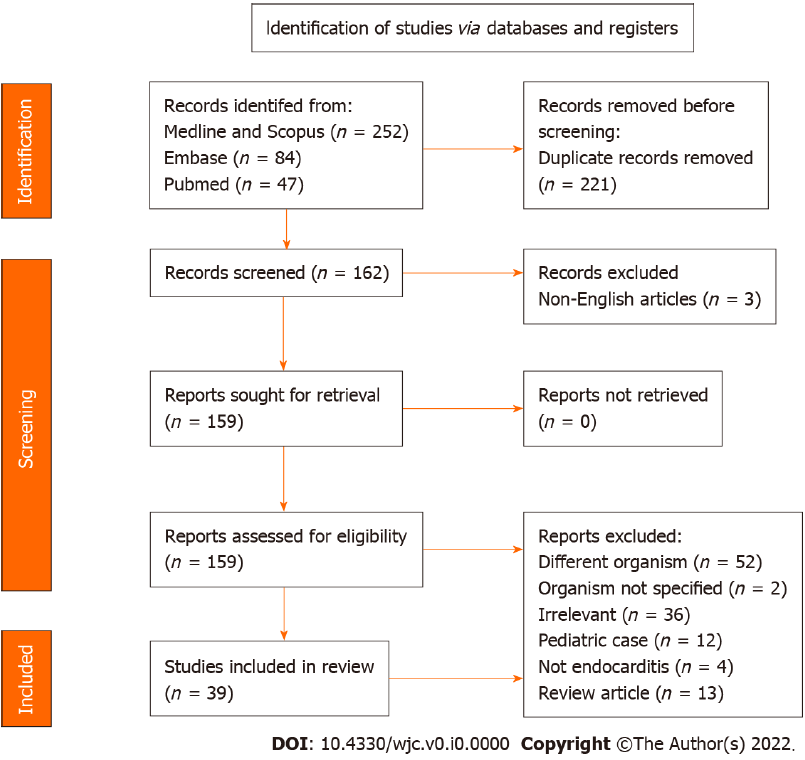 Identification of studies via databases and registers
Identification
Records identifed from:
Medline and Scopus (n = 252)
Embase (n = 84)
Pubmed (n = 47)
Records removed before
screening:
Duplicate records removed
(n = 221)
Screening
Records screened (n = 162)
Records excluded
Non-English articles (n = 3)
Reports sought for retrieval
(n = 159)
Reports not retrieved
(n = 0)
Reports assessed for eligibility
(n = 159)
Reports excluded:
Different organism (n = 52)
Organism not specified (n = 2)
Irrelevant (n = 36)
Pediatric case (n = 12)
Not endocarditis (n = 4)
Review article (n = 13)
Included
Studies included in review
(n = 39)
DOI: 10.4330/wjc.v0.i0.0000 Copyright ©The Author(s) 2022.